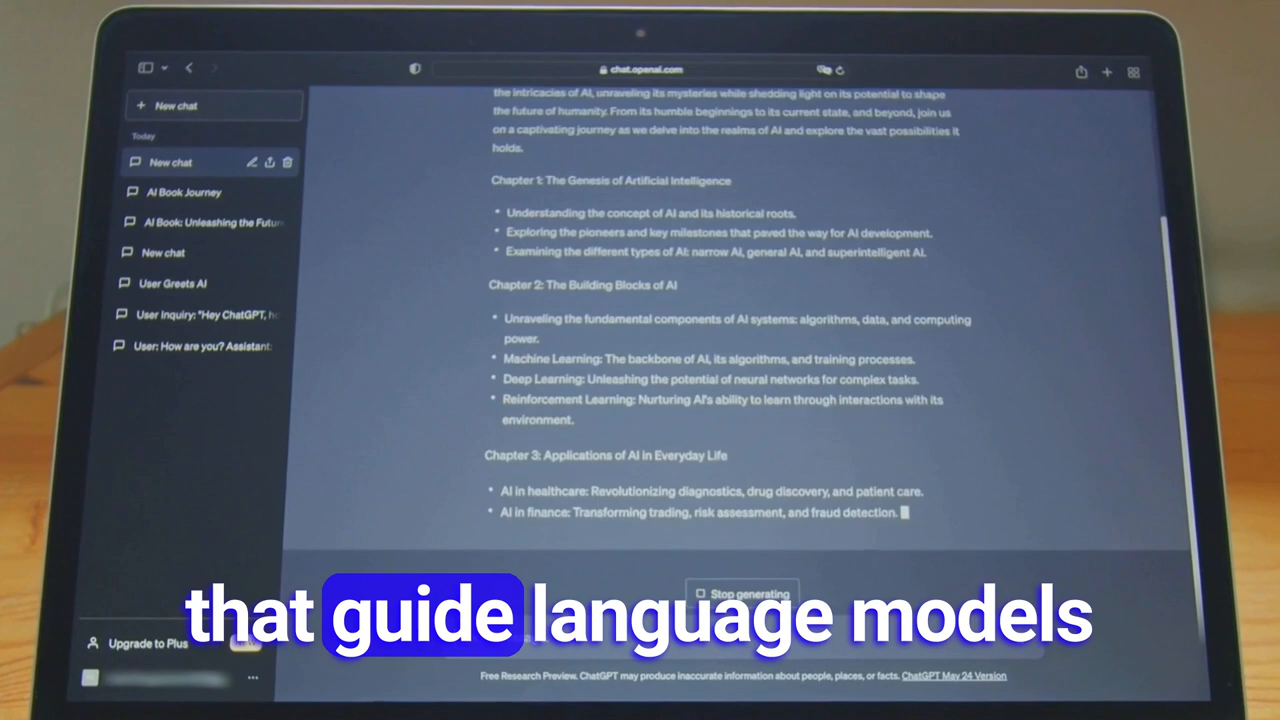 chat.openai.com
New chat
Today
New chat
AI Book Journey
AI Book: Unleashing the Futur
New chat
User Greets AI
User Inquiry: "Hey ChatGPT, h
User: How are you? Assistant:
the intricacies of AI, unraveling its mysteries while shedding light on its potential to shape
the future of humanity. From its humble beginnings to its current state, and beyond, join us
on a captivating journey as we delve into the realms of AI and explore the vast possibilities it
holds.
Chapter 1: The Genesis of Artificial Intelligence
• Understanding the concept of AI and its historical roots.
• Exploring the pioneers and key milestones that paved the way for AI development.
• Examining the different types of AI: narrow AI, general AI, and superintelligent AI.
Chapter 2: The Building Blocks of AI
• Unraveling the fundamental components of AI systems: algorithms, data, and computing
power.
• Machine Learning: The backbone of AI, its algorithms, and training processes.
• Deep Learning: Unleashing the potential of neural networks for complex tasks.
• Reinforcement Learning: Nurturing AI's ability to learn through interactions with its
environment.
Chapter 3: Applications of AI in Everyday Life
• AI in healthcare: Revolutionizing diagnostics, drug discovery, and patient care.
• AI in finance: Transforming trading, risk assessment, and fraud detection.
Stop generating
that guide language models
Upgrade to Plus
Free Research Preview. ChatGPT may produce inaccurate information about people, places, or facts. ChatGPT May 24 Version